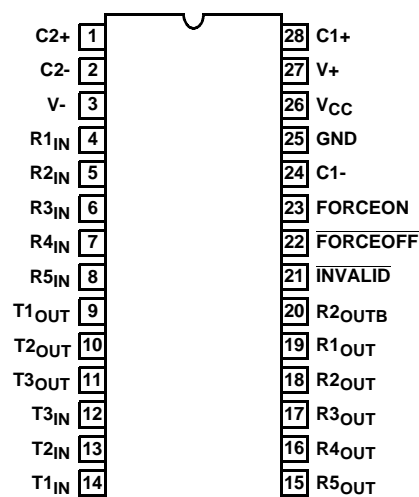 C2+ 1 28 C1+
C2- 2 27 V+
V- 3 26 VCC
R1IN 4 25 GND
R2IN 5 24 C1-
R3IN 6 23 FORCEON
R4IN 7 22 FORCEOFF
R5IN 8 21 INVALID
T1OUT 9 20 R2OUTB
T2OUT 10 19 R1OUT
T3OUT 11 18 R2OUT
T3IN 12 17 R3OUT
T2IN 13 16 R4OUT
T1IN 14 15 R5OUT